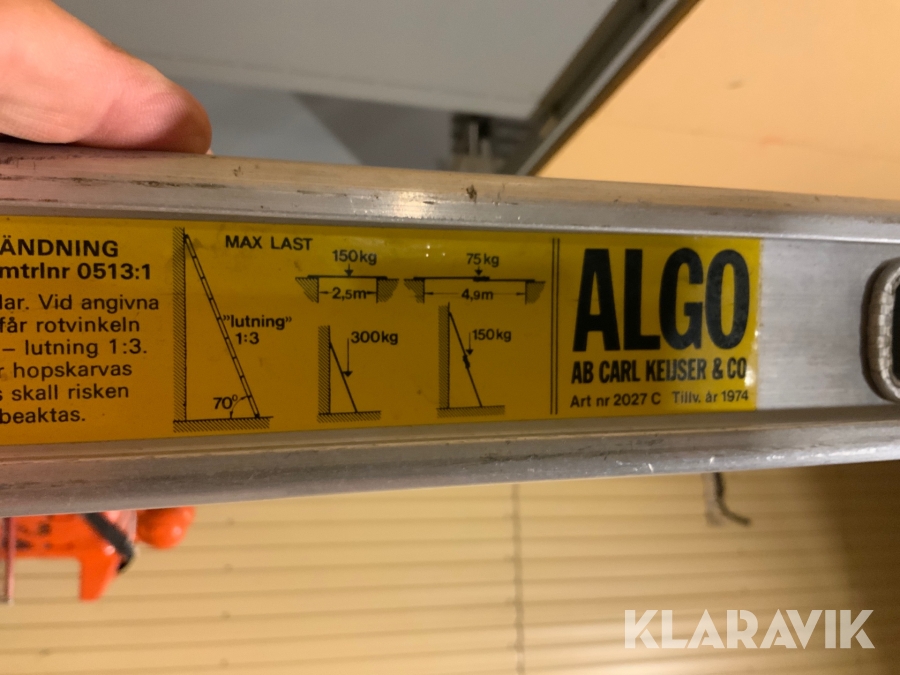 ÄNDNING
mtrlnr 0513:1
lar. Vid angivna
får rotvinkeln
– lutning 1:3.
r hopskarvas
s skall risken
beaktas.
MAX LAST
"lutning"
1:3
70°
150kg
2,5m
75kg
4,9m
300kg
150kg
ALGO
AB CARL KEIJSER & CO
Art nr 2027 C Tillv. år 1974
KLARAVIK